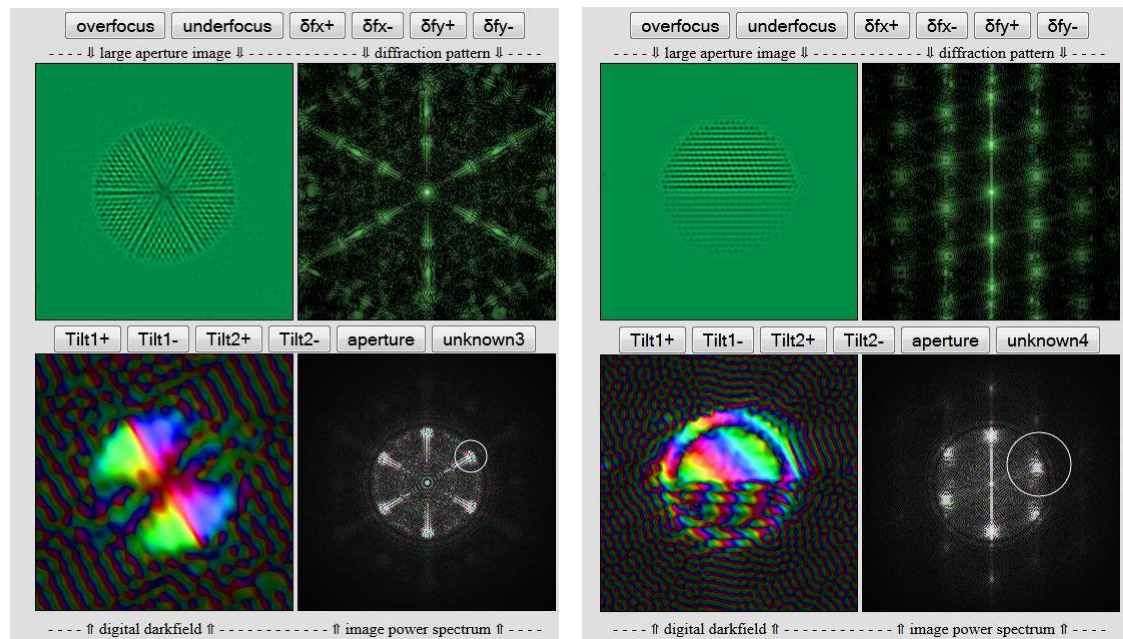 overfocus underfocus δfx+ δfx- δfy+ δfy-
- - - - ⇓ large aperture image ⇓ - - - - - - - - - - - - ⇓ diffraction pattern ⇓ - - - -
Tilt1+ Tilt1- Tilt2+ Tilt2- aperture unknown3
- - - - ⇑ digital darkfield ⇑ - - - - - - - - - - - - ⇑ image power spectrum ⇑ - - - -
overfocus underfocus δfx+ δfx- δfy+ δfy-
- - - - ⇓ large aperture image ⇓ - - - - - - - - - - - - ⇓ diffraction pattern ⇓ - - - -
Tilt1+ Tilt1- Tilt2+ Tilt2- aperture unknown4
- - - - ⇑ digital darkfield ⇑ - - - - - - - - - - - - ⇑ image power spectrum ⇑ - - - -